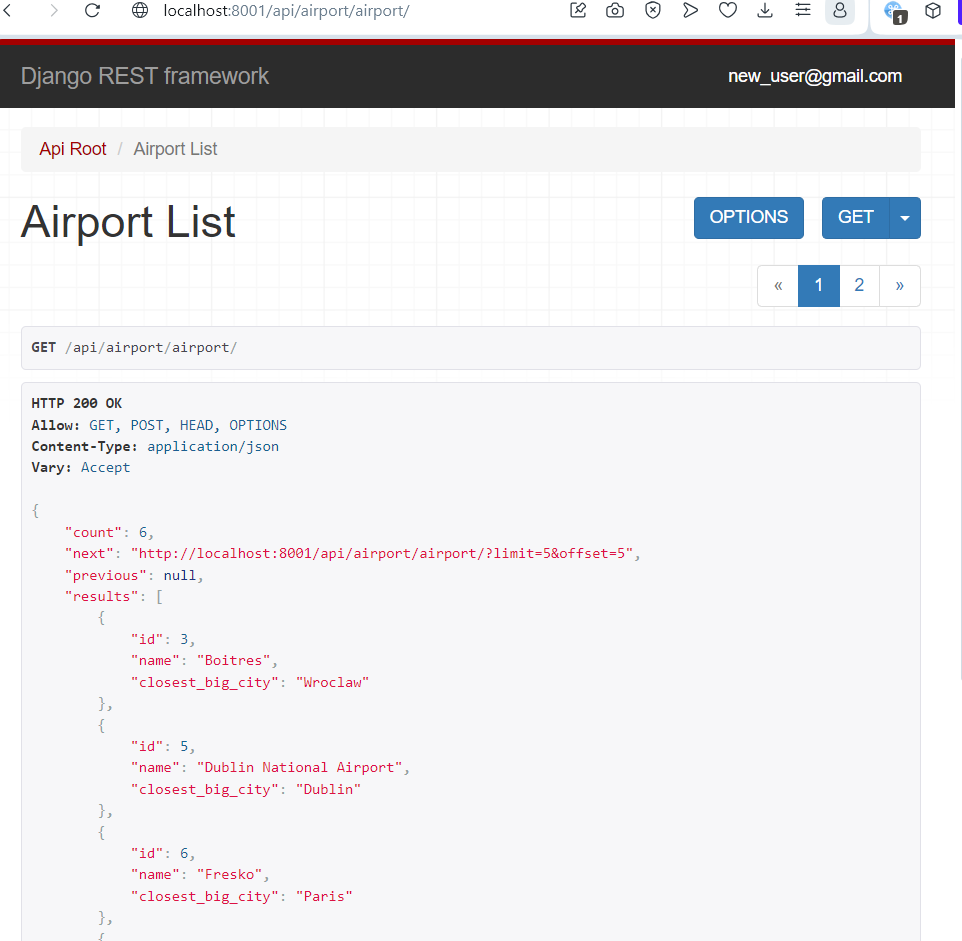 localhost:8001/api/airport/airport/
1
Django REST framework
new_user@gmail.com
Api Root / Airport List
Airport List
OPTIONS
GET
« 1 2 »
GET /api/airport/airport/
HTTP 200 OK
Allow: GET, POST, HEAD, OPTIONS
Content-Type: application/json
Vary: Accept
{
    "count": 6,
    "next": "http://localhost:8001/api/airport/airport/?limit=5&offset=5",
    "previous": null,
    "results": [
        {
            "id": 3,
            "name": "Boitres",
            "closest_big_city": "Wroclaw"
        },
        {
            "id": 5,
            "name": "Dublin National Airport",
            "closest_big_city": "Dublin"
        },
        {
            "id": 6,
            "name": "Fresko",
            "closest_big_city": "Paris"
        },
        {